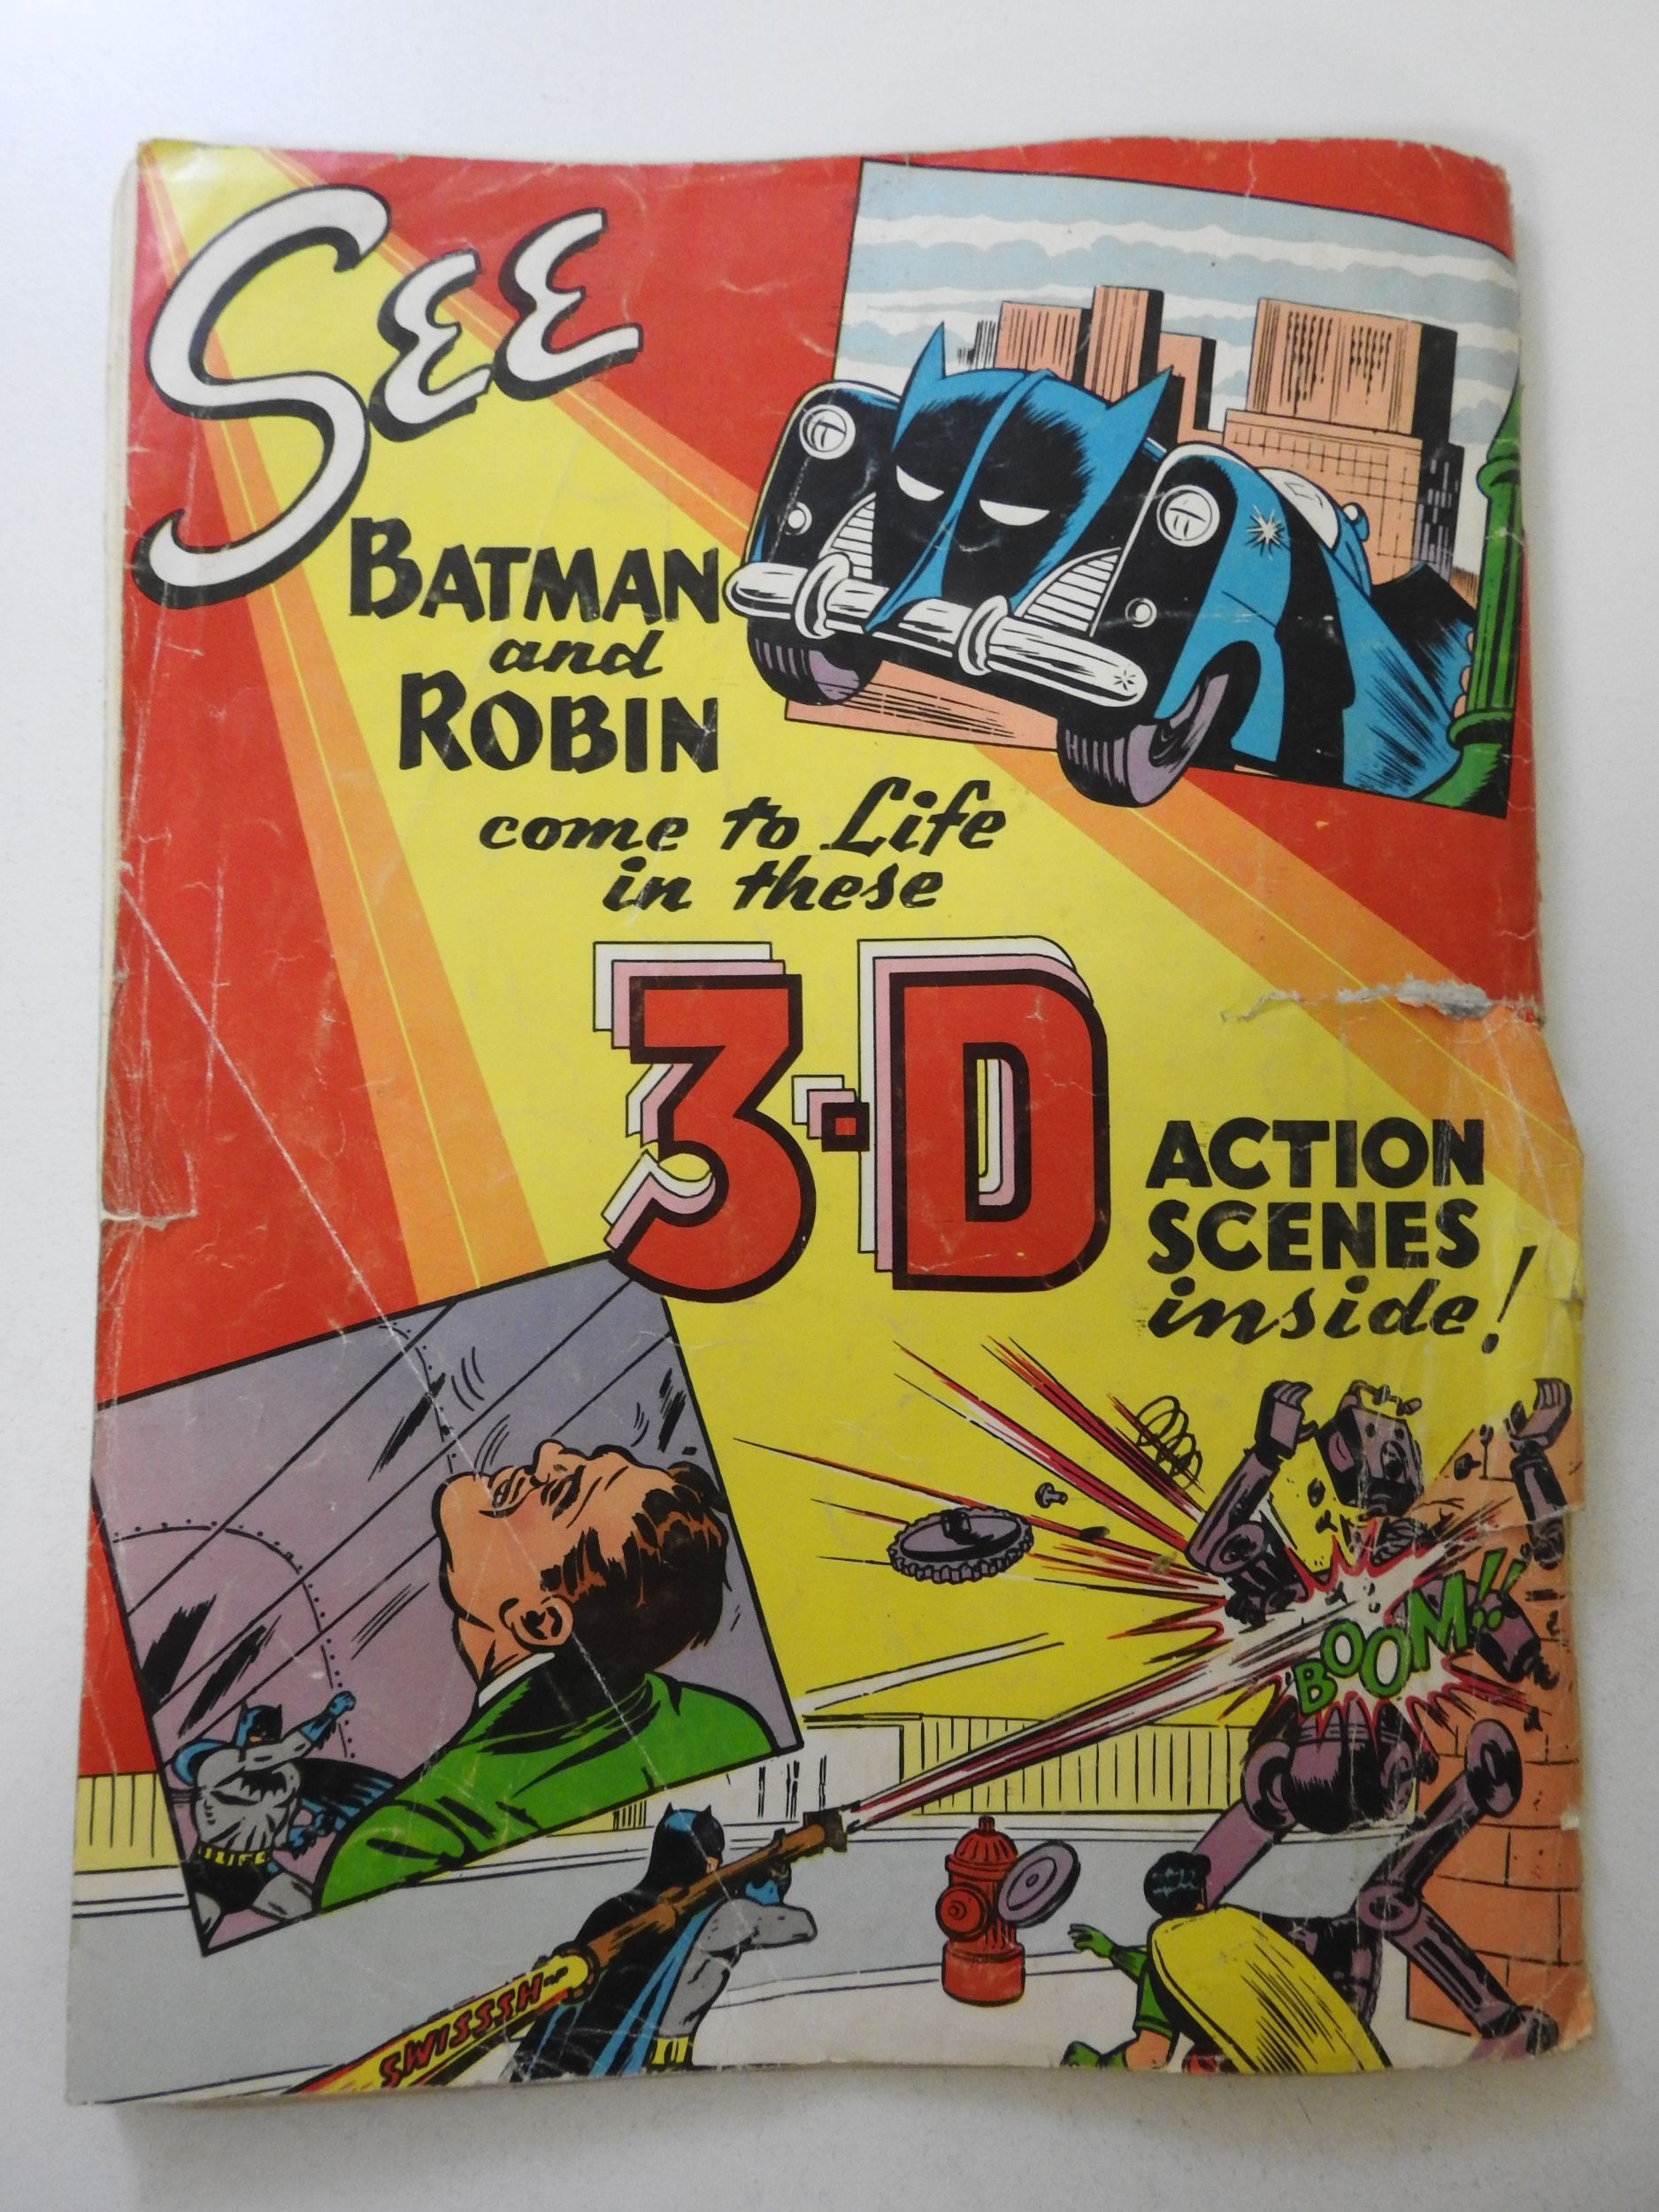 SEE
BATMAN
and
ROBIN
come to Life
in these
3-D
ACTION
SCENES
inside!
BOOM!!
SWISSSH-